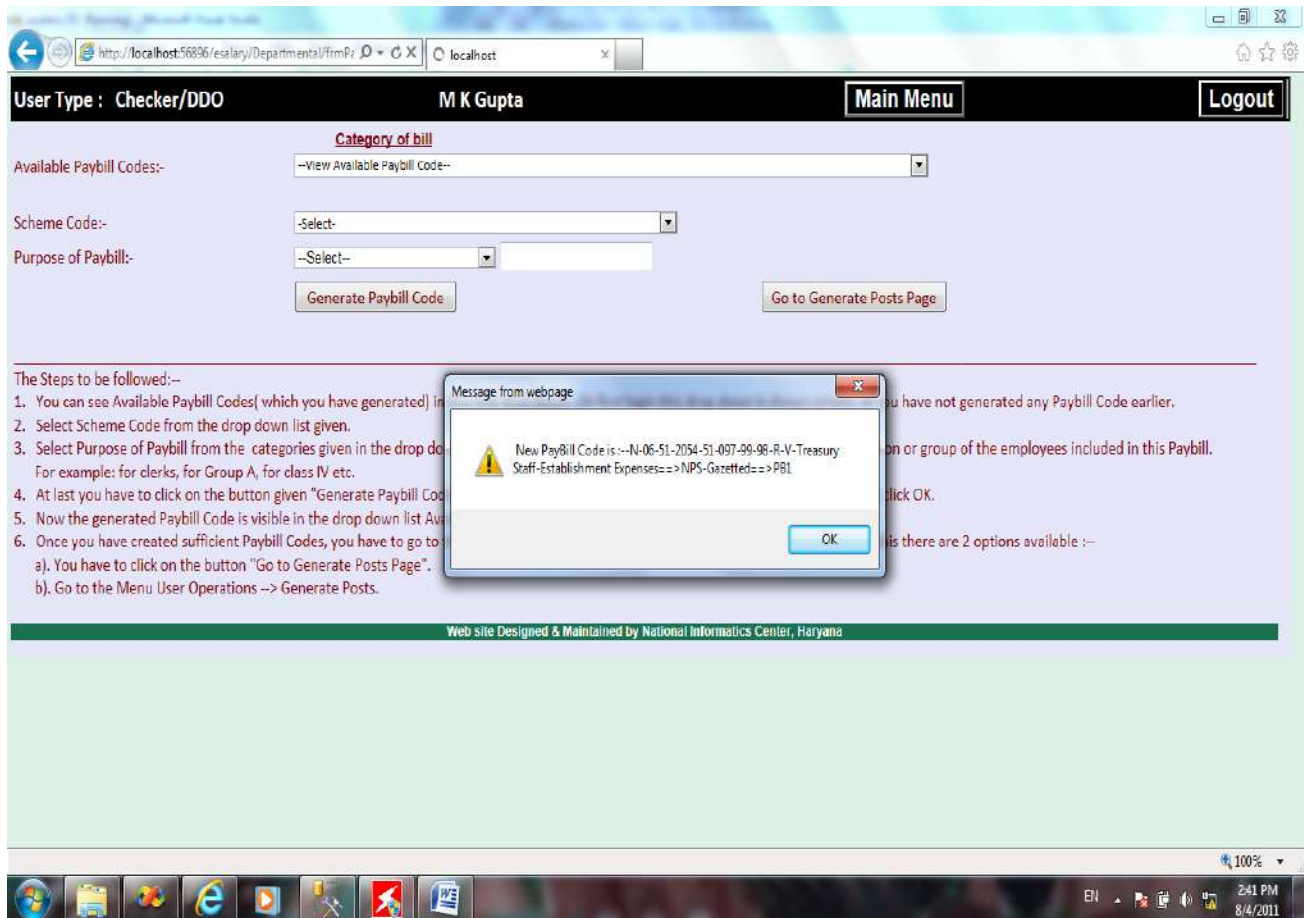 http://localhost:56896/esalary/Departmental/frmPa
localhost
User Type : Checker/DDO
M K Gupta
Main Menu
Logout
Category of bill
Available Paybill Codes:-
--View Available Paybill Code--
Scheme Code:-
-Select-
Purpose of Paybill:-
--Select--
Generate Paybill Code
Go to Generate Posts Page
The Steps to be followed:--
1. You can see Available Paybill Codes( which you have generated) in
u have not generated any Paybill Code earlier.
2. Select Scheme Code from the drop down list given.
3. Select Purpose of Paybill from the categories given in the drop do
on or group of the employees included in this Paybill.
For example: for clerks, for Group A, for class IV etc.
4. At last you have to click on the button given "Generate Paybill Cod
click OK.
5. Now the generated Paybill Code is visible in the drop down list Av
6. Once you have created sufficient Paybill Codes, you have to go to
is there are 2 options available :--
a). You have to click on the button "Go to Generate Posts Page".
b). Go to the Menu User Operations --> Generate Posts.
Message from webpage
New PayBill Code is :--N-06-51-2054-51-097-99-98-R-V-Treasury
Staff-Establishment Expenses==>NPS-Gazetted==>PB1
OK
Web site Designed & Maintained by National Informatics Center, Haryana
100%
EN
2:41 PM
8/4/2011